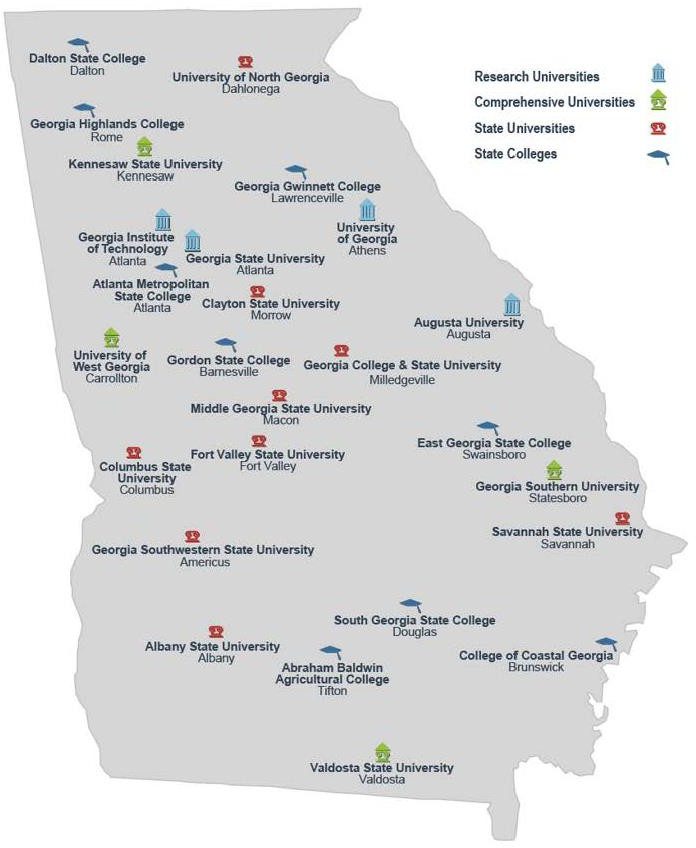 Dalton State College
Dalton
University of North Georgia
Dahlonega
Research Universities
Comprehensive Universities
State Universities
State Colleges
Georgia Highlands College
Rome
Kennesaw State University
Kennesaw
Georgia Gwinnett College
Lawrenceville
Georgia Institute
of Technology
Atlanta
Georgia State University
Atlanta
University
of Georgia
Athens
Atlanta Metropolitan
State College
Atlanta
Clayton State University
Morrow
Augusta University
Augusta
University of
West Georgia
Carrollton
Gordon State College
Barnesville
Georgia College & State University
Milledgeville
Middle Georgia State University
Macon
East Georgia State College
Swainsboro
Fort Valley State University
Fort Valley
Columbus State
University
Columbus
Georgia Southern University
Statesboro
Savannah State University
Savannah
Georgia Southwestern State University
Americus
South Georgia State College
Douglas
Albany State University
Albany
College of Coastal Georgia
Brunswick
Abraham Baldwin
Agricultural College
Tifton
Valdosta State University
Valdosta